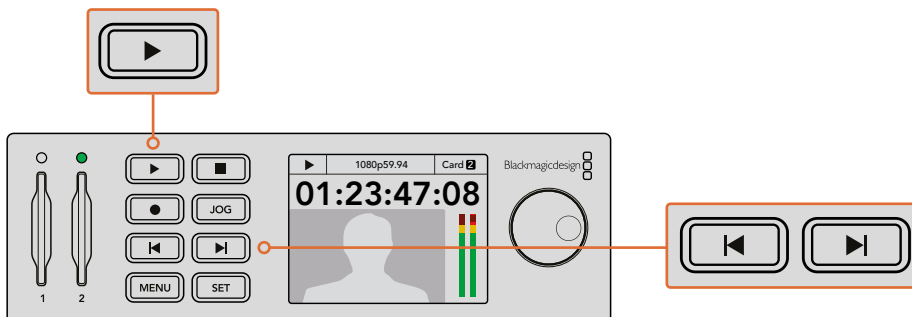 1080p59.94
Card 2
Blackmagicdesign
01:23:47:08
JOG
MENU
SET
1
2